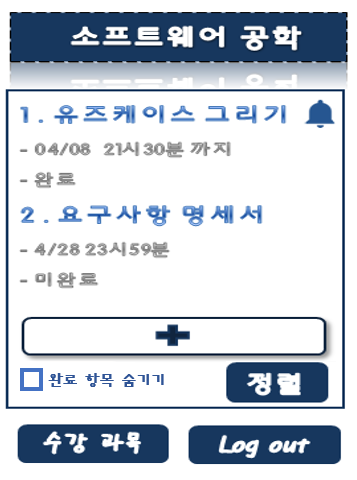 소프트웨어 공학
1. 유즈케이스 그리기
- 04/08 21시30분 까지
- 완료
2. 요구사항 명세서
- 4/28 23시59분
- 미완료
완료 항목 숨기기
정렬
수강 과목
Log out